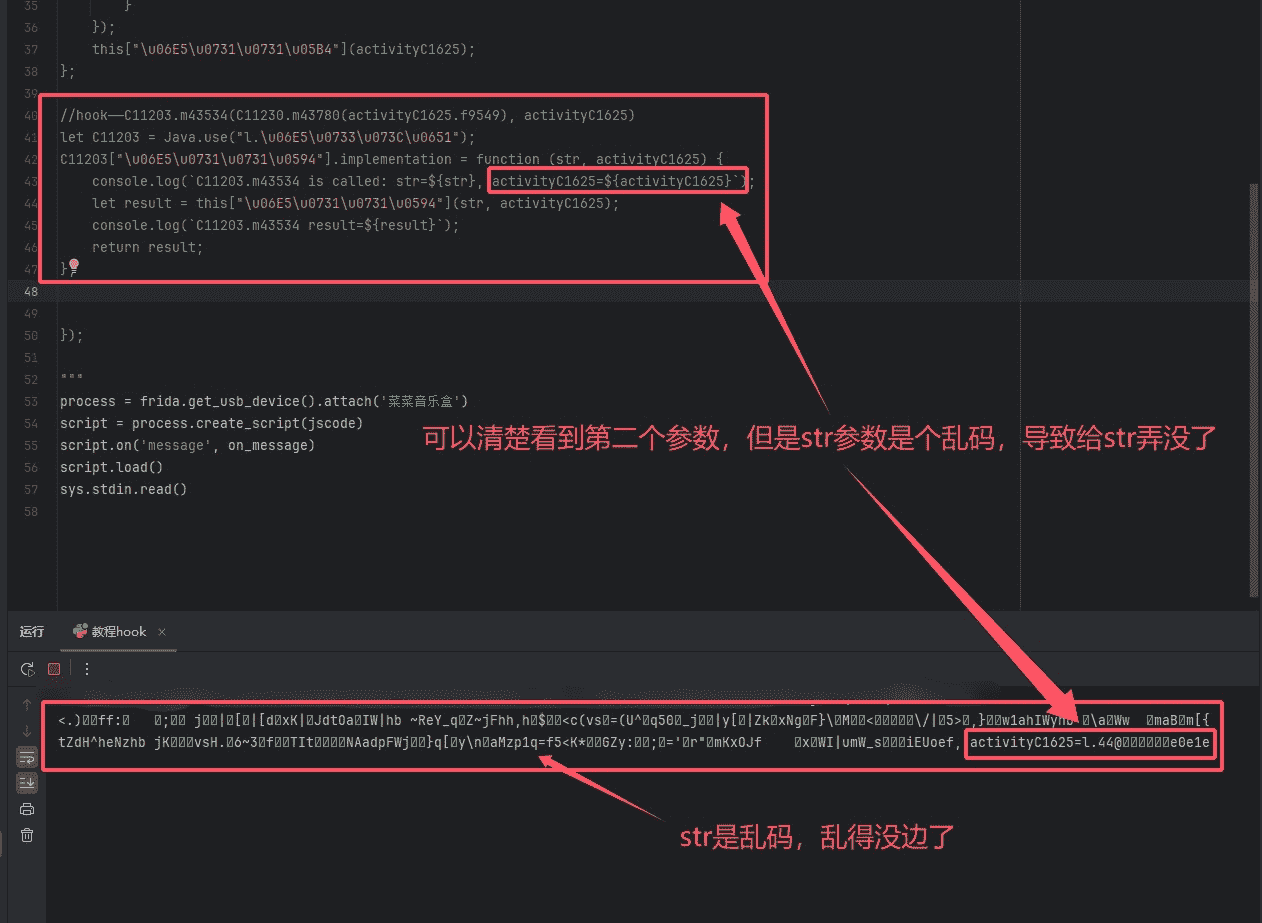 35 }
36 });
37 this["\u06E5\u0731\u0731\u05B4"](activityC1625);
38 };
39
40 //hook——C11203.m43534(C11230.m43780(activityC1625.f9549), activityC1625)
41 let C11203 = Java.use("l.\u06E5\u0733\u073C\u0651");
42 C11203["\u06E5\u0731\u0731\u0594"].implementation = function (str, activityC1625) {
43 console.log(`C11203.m43534 is called: str=${str}, activityC1625=${activityC1625}`);
44 let result = this["\u06E5\u0731\u0731\u0594"](str, activityC1625);
45 console.log(`C11203.m43534 result=${result}`);
46 return result;
47 }
48
49
50 });
51
52 """
53 process = frida.get_usb_device().attach('菜菜音乐盒')
54 script = process.create_script(jscode)
55 script.on('message', on_message)
56 script.load()
57 sys.stdin.read()
58
可以清楚看到第二个参数，但是str参数是个乱码，导致给str弄没了
运行 教程hook ×
activityC1625=l.44@
e0e1e
str是乱码，乱得没边了